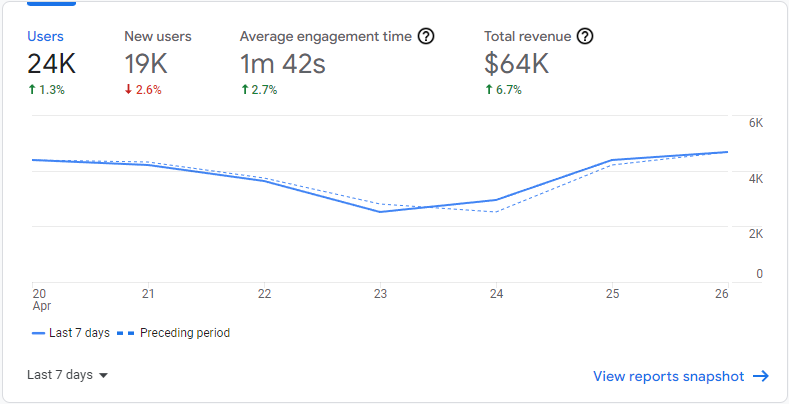 Users New users Average engagement time ? Total revenue ?
24K 19K 1m 42s $64K
↑ 1.3% ↓ 2.6% ↑ 2.7% ↑ 6.7%
6K
4K
2K
0
20 21 22 23 24 25 26
Apr
Last 7 days Preceding period
Last 7 days View reports snapshot →